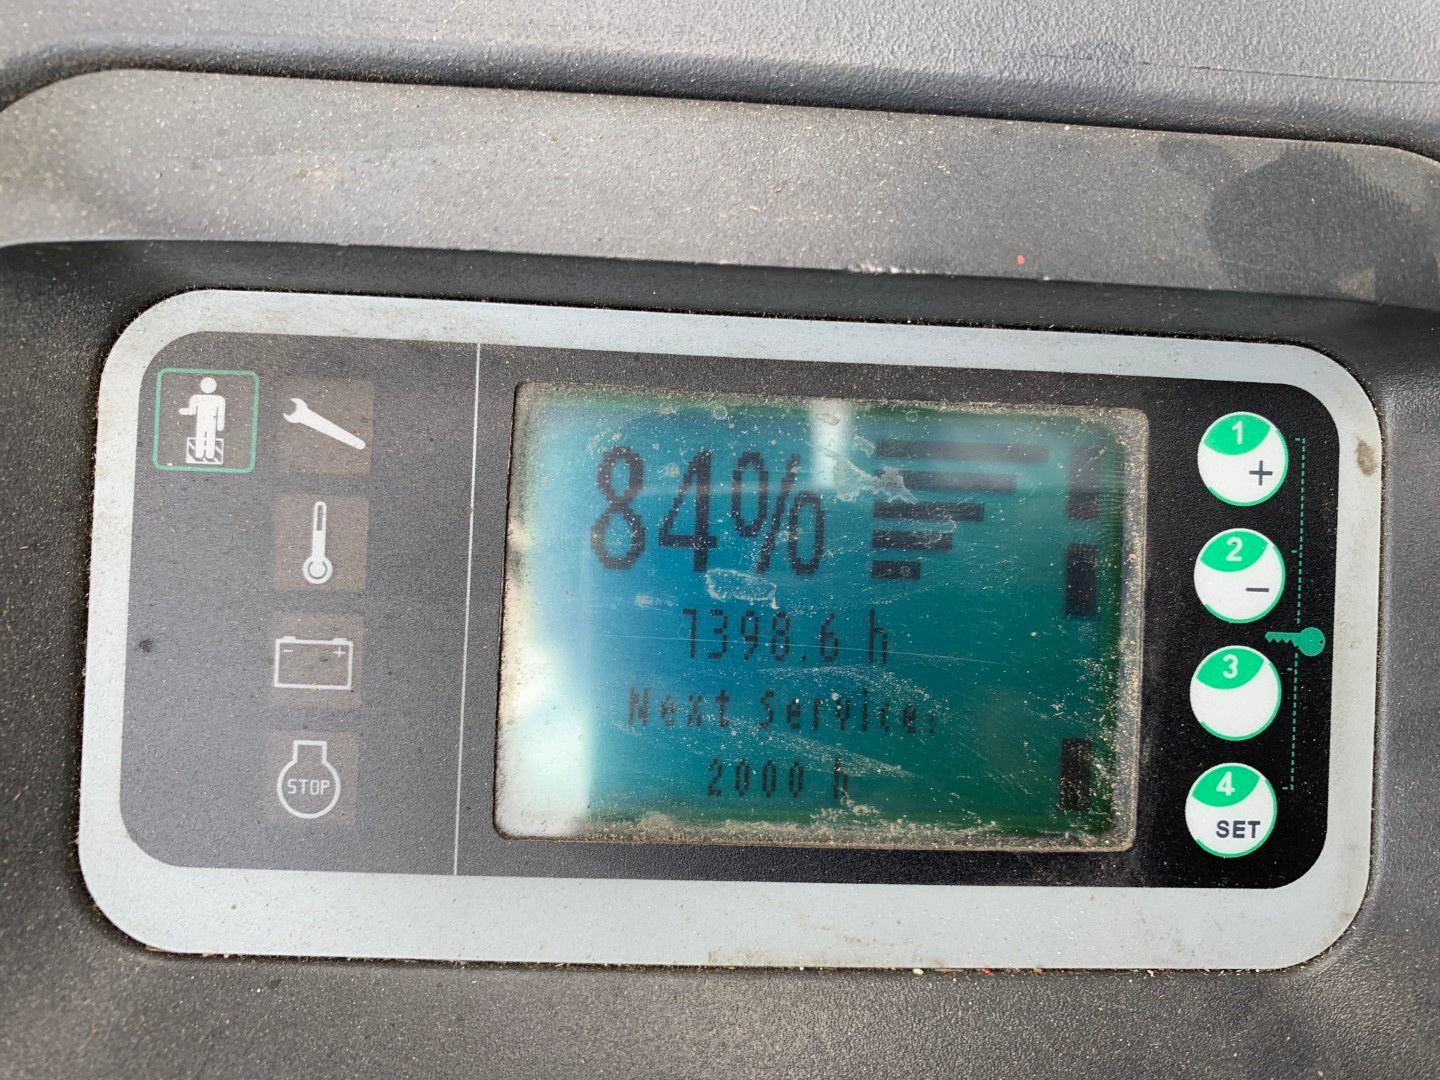 84%
1398.6 h
Next Service:
2000 h
STOP
1
+
2
−
3
4
SET
- +